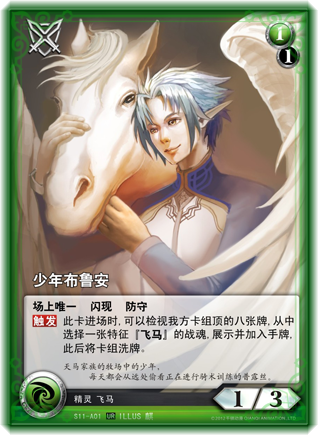 1
1
少年布鲁安
场上唯一 闪现 防守
触发 此卡进场时,可以检视我方卡组顶的八张牌,从中
选择一张特征『飞马』的战魂,展示并加入手牌,
此后将卡组洗牌。
天马家族的牧场中的少年,
每天都会从远处偷看正在进行骑术训练的普露丝。
精灵 飞马
1 / 3
S11-A01 UR ILLUS